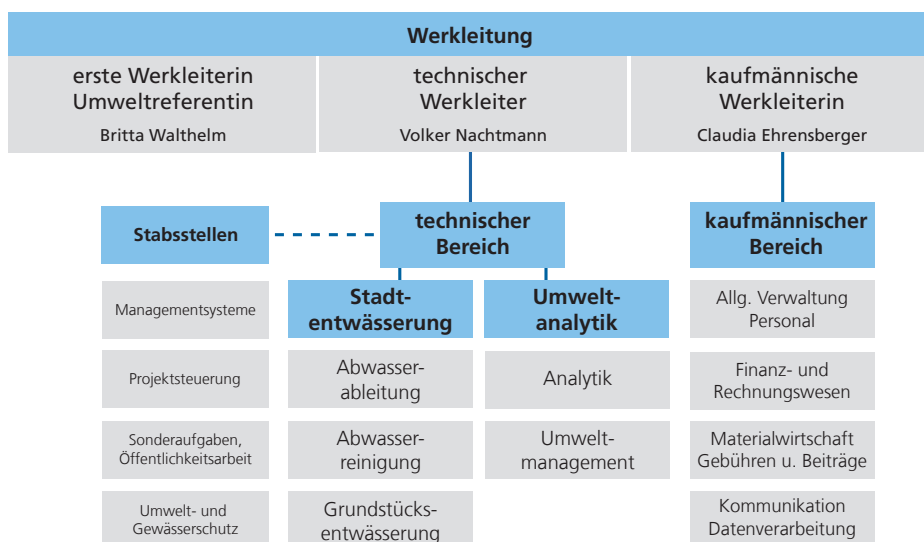 Werkleitung
erste Werkleiterin
Umweltreferentin
Britta Walthelm
technischer
Werkleiter
Volker Nachtmann
kaufmännische
Werkleiterin
Claudia Ehrensberger
Stabsstellen
technischer
Bereich
kaufmännischer
Bereich
Managementsysteme
Projektsteuerung
Sonderaufgaben,
Öffentlichkeitsarbeit
Umwelt- und
Gewässerschutz
Stadt-
entwässerung
Abwasser-
ableitung
Abwasser-
reinigung
Grundstücks-
entwässerung
Umwelt-
analytik
Analytik
Umwelt-
management
Allg. Verwaltung
Personal
Finanz- und
Rechnungswesen
Materialwirtschaft
Gebühren u. Beiträge
Kommunikation
Datenverarbeitung